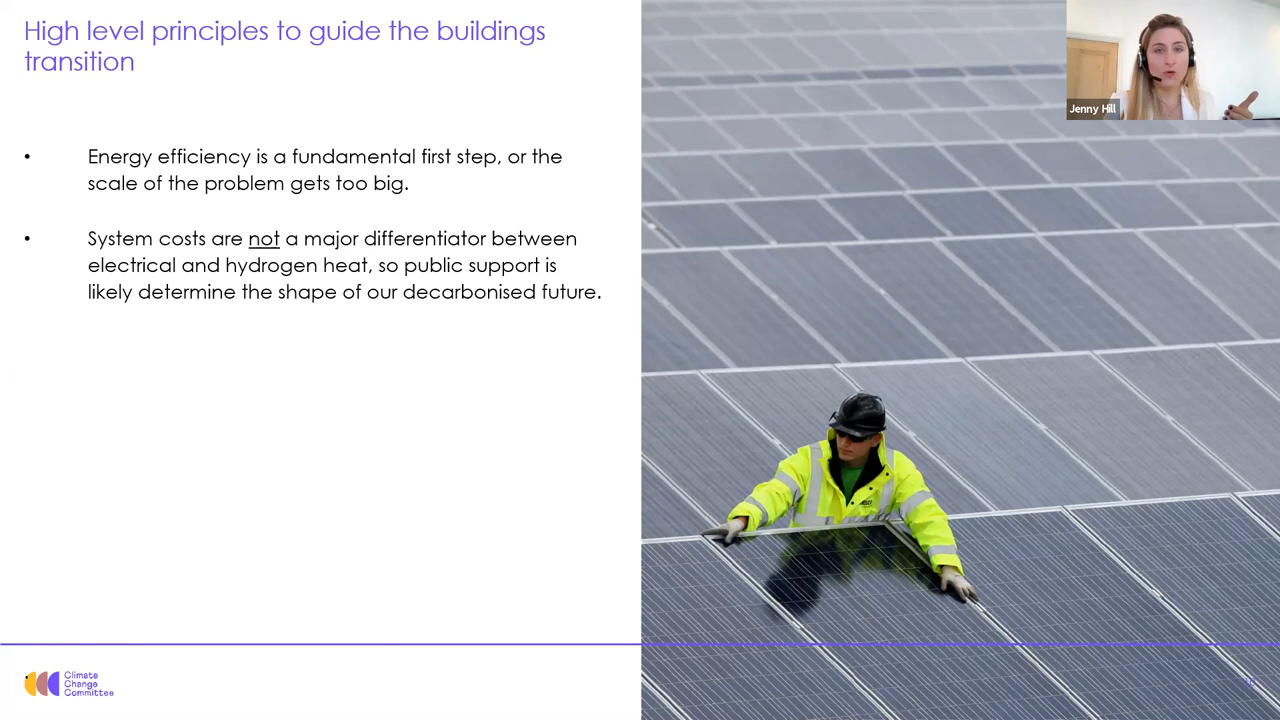 High level principles to guide the buildings
transition
Jenny Hill
• Energy efficiency is a fundamental first step, or the
scale of the problem gets too big.
• System costs are not a major differentiator between
electrical and hydrogen heat, so public support is
likely determine the shape of our decarbonised future.
Climate
Change
Committee